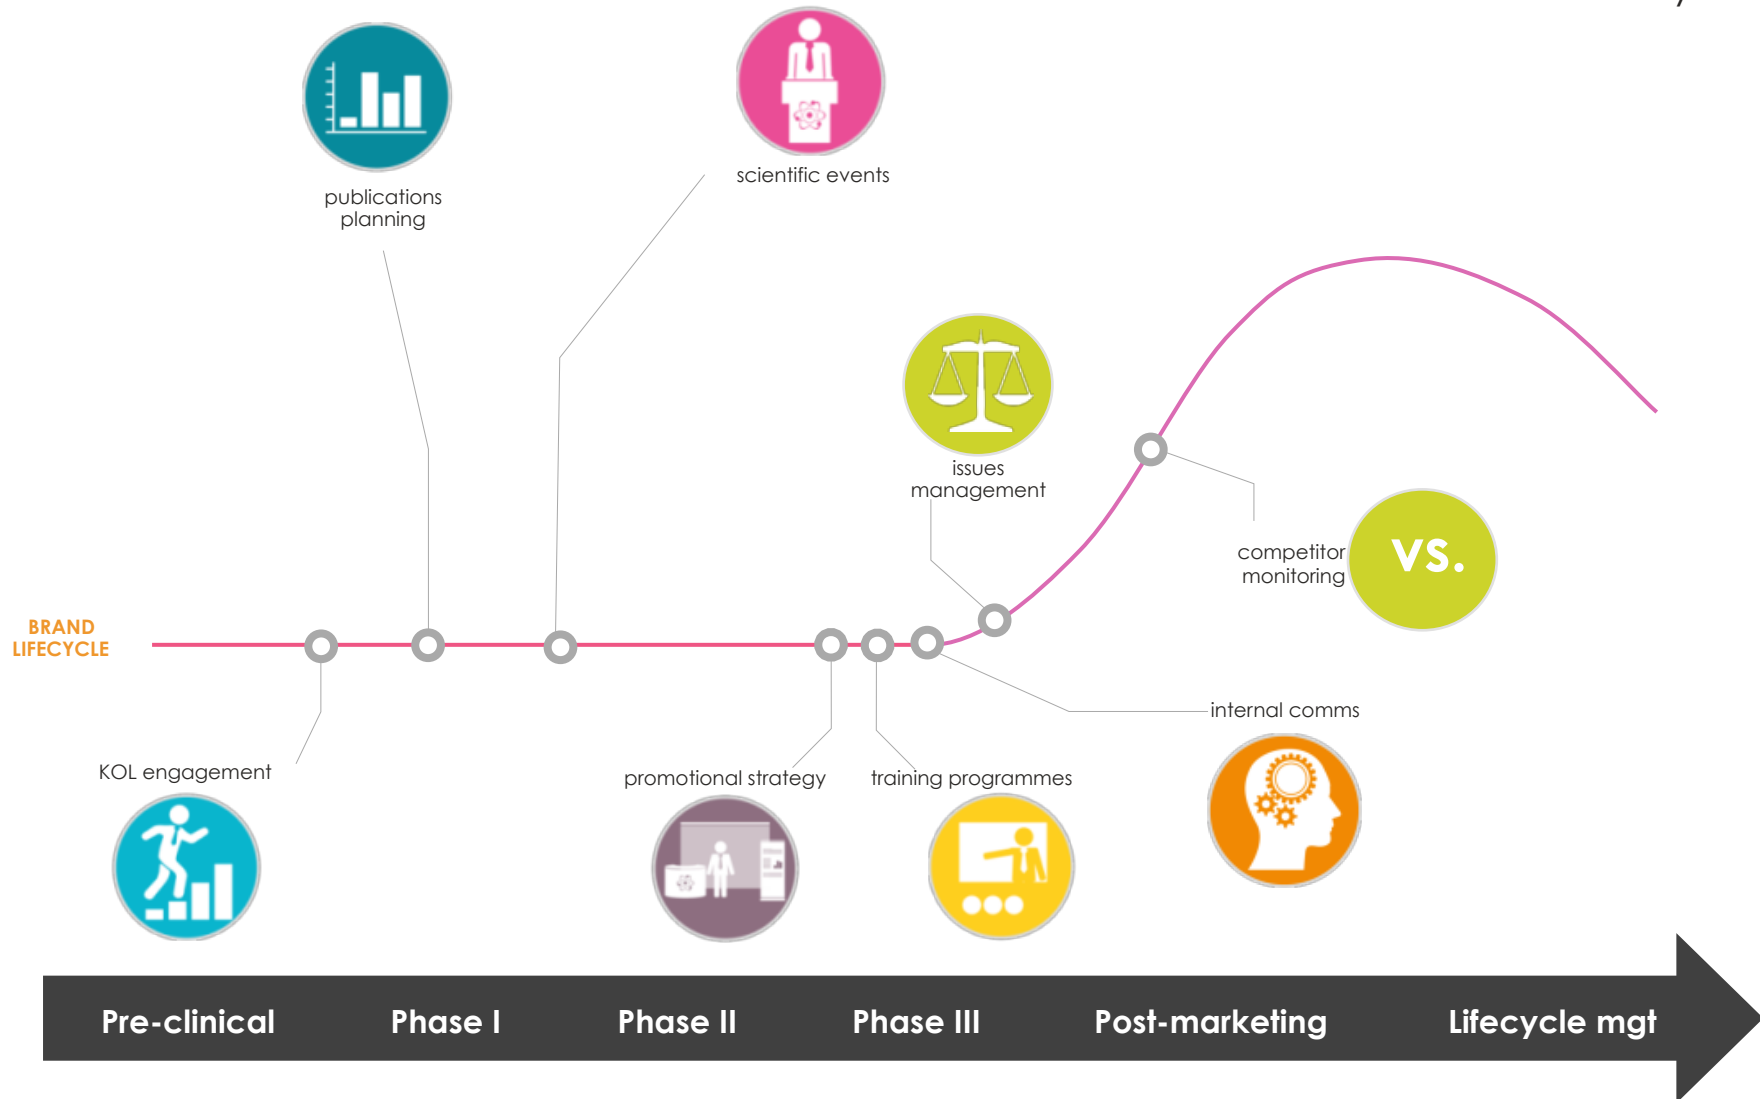 publications
planning
scientific events
issues
management
competitor
monitoring
vs.
BRAND
LIFECYCLE
internal comms
KOL engagement
promotional strategy
training programmes
Pre-clinical
Phase I
Phase II
Phase III
Post-marketing
Lifecycle mgt